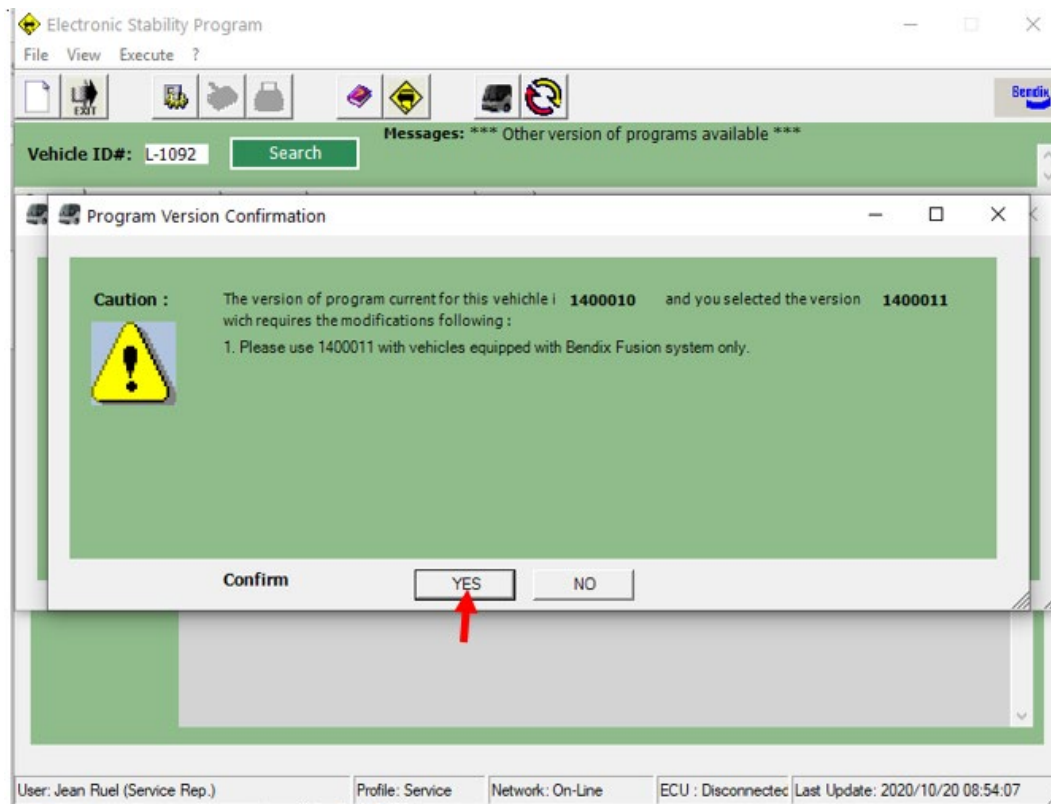 Electronic Stability Program
File View Execute ?
EXIT
Bendix
Messages: *** Other version of programs available ***
Vehicle ID#: L-1092 Search
Program Version Confirmation
Caution : The version of program current for this vehichle i 1400010 and you selected the version 1400011
wich requires the modifications following :
1. Please use 1400011 with vehicles equipped with Bendix Fusion system only.
Confirm YES NO
User: Jean Ruel (Service Rep.) Profile: Service Network: On-Line ECU : Disconnected Last Update: 2020/10/20 08:54:07